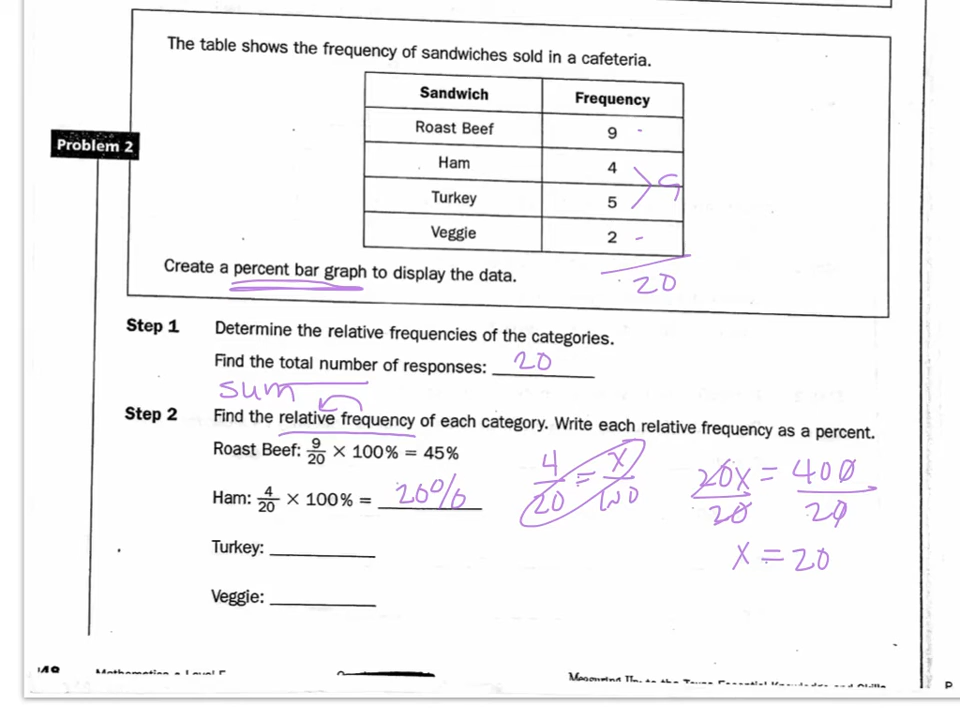 The table shows the frequency of sandwiches sold in a cafeteria.
Sandwich Frequency
Roast Beef 9
Ham 4
Turkey 5
Veggie 2
9
Problem 2
Create a percent bar graph to display the data.
20
Step 1 Determine the relative frequencies of the categories.
Find the total number of responses: 20
sum
Step 2 Find the relative frequency of each category. Write each relative frequency as a percent.
Roast Beef: 9/20 × 100% = 45%
Ham: 4/20 × 100% = 20%
4/20 = x/100
20x/20 = 400/20
x = 20
Turkey:
Veggie:
P